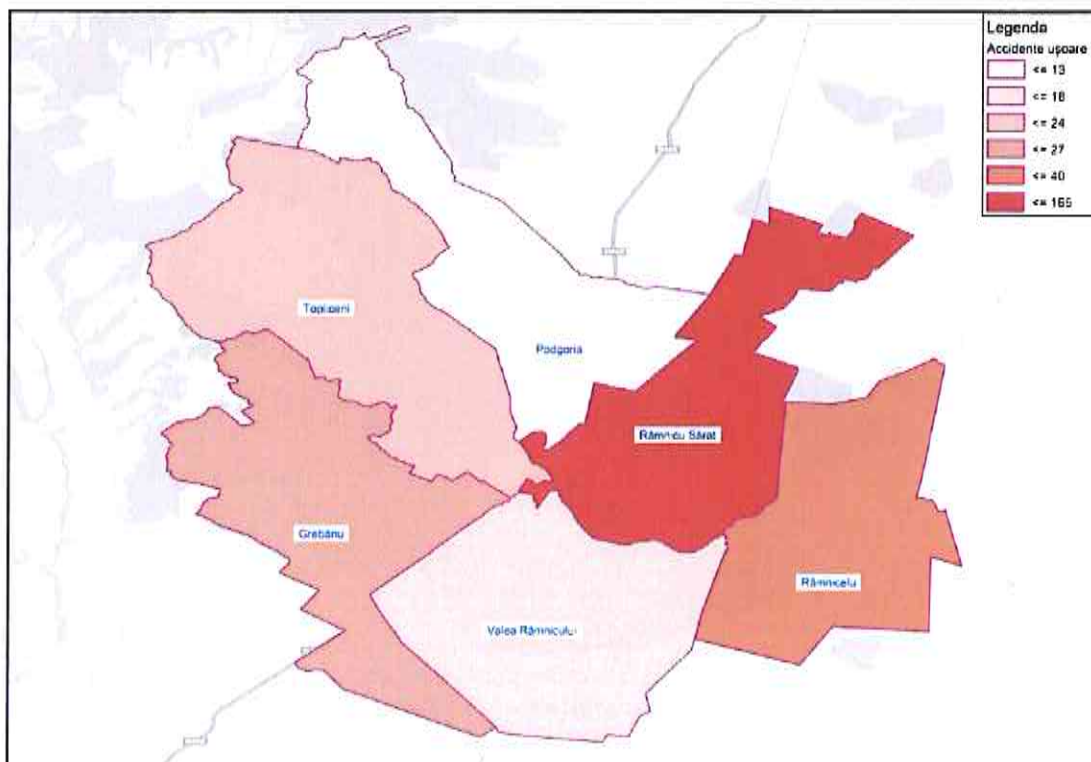 Legenda
Accidente ușoare
<= 13
<= 18
<= 24
<= 27
<= 40
<= 165
Topliceni
Podgoria
Râmnicu Sărat
Grebănu
Râmnicelu
Valea Râmnicului